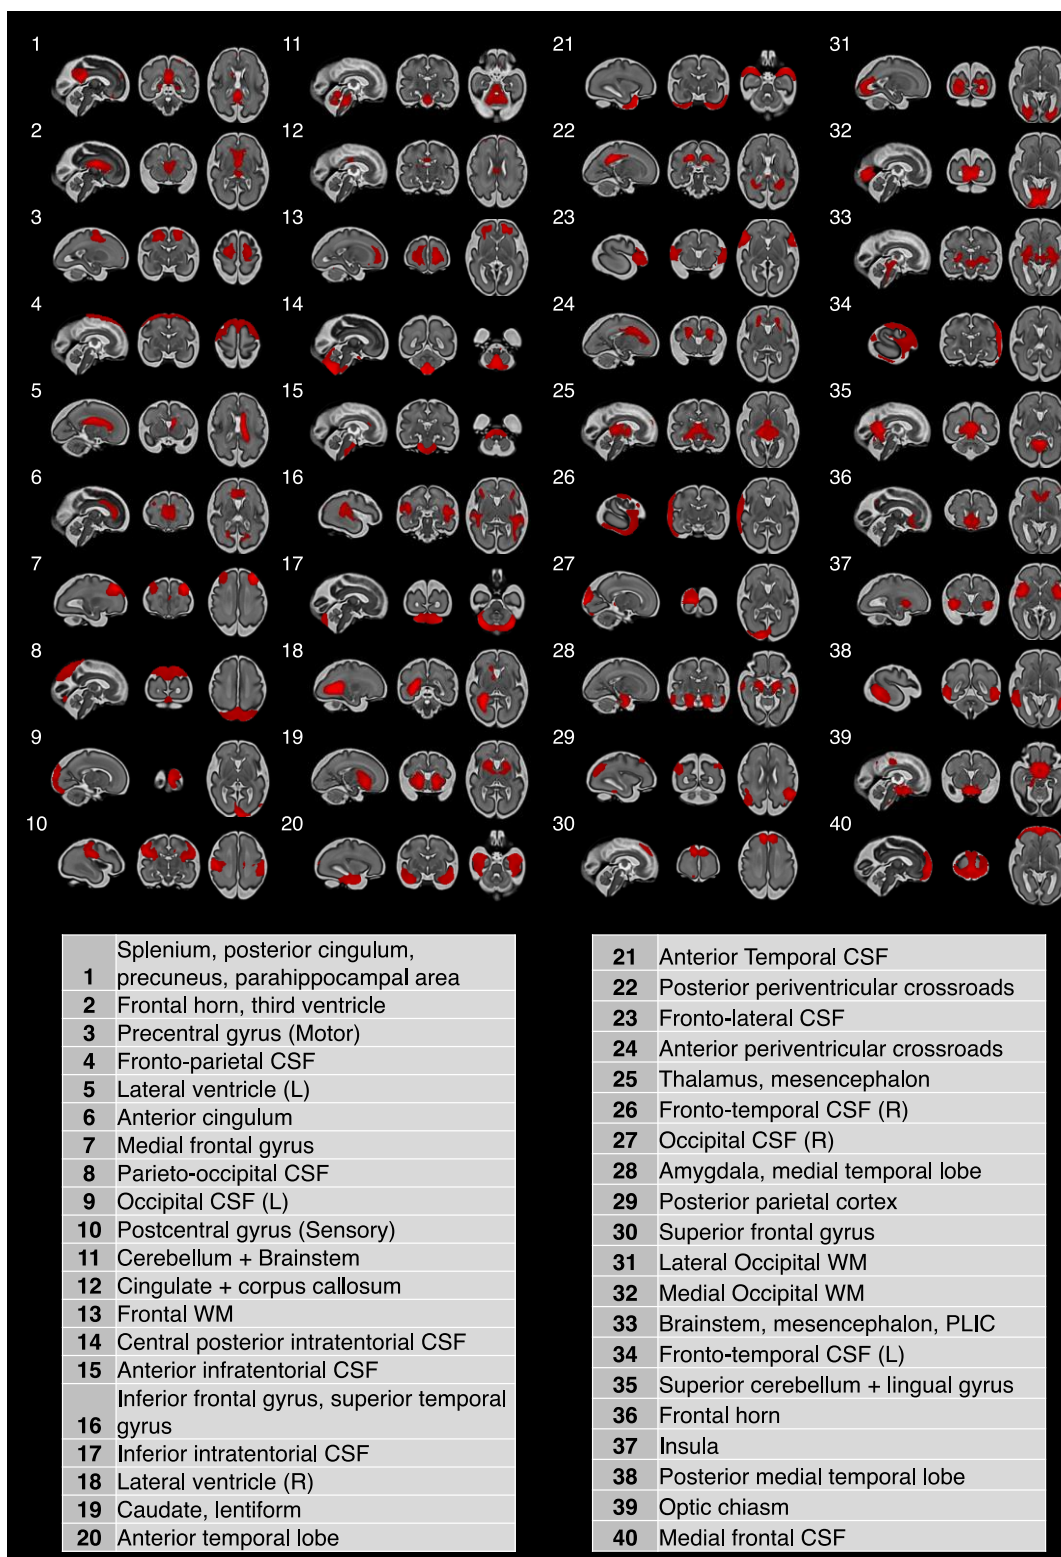 1 11 21 31
2 12 22 32
3 13 23 33
4 14 24 34
5 15 25 35
6 16 26 36
7 17 27 37
8 18 28 38
9 19 29 39
10 20 30 40
Splenium, posterior cingulum,
1 precuneus, parahippocampal area
2 Frontal horn, third ventricle
3 Precentral gyrus (Motor)
4 Fronto-parietal CSF
5 Lateral ventricle (L)
6 Anterior cingulum
7 Medial frontal gyrus
8 Parieto-occipital CSF
9 Occipital CSF (L)
10 Postcentral gyrus (Sensory)
11 Cerebellum + Brainstem
12 Cingulate + corpus callosum
13 Frontal WM
14 Central posterior intratentorial CSF
15 Anterior infratentorial CSF
Inferior frontal gyrus, superior temporal
16 gyrus
17 Inferior intratentorial CSF
18 Lateral ventricle (R)
19 Caudate, lentiform
20 Anterior temporal lobe
21 Anterior Temporal CSF
22 Posterior periventricular crossroads
23 Fronto-lateral CSF
24 Anterior periventricular crossroads
25 Thalamus, mesencephalon
26 Fronto-temporal CSF (R)
27 Occipital CSF (R)
28 Amygdala, medial temporal lobe
29 Posterior parietal cortex
30 Superior frontal gyrus
31 Lateral Occipital WM
32 Medial Occipital WM
33 Brainstem, mesencephalon, PLIC
34 Fronto-temporal CSF (L)
35 Superior cerebellum + lingual gyrus
36 Frontal horn
37 Insula
38 Posterior medial temporal lobe
39 Optic chiasm
40 Medial frontal CSF